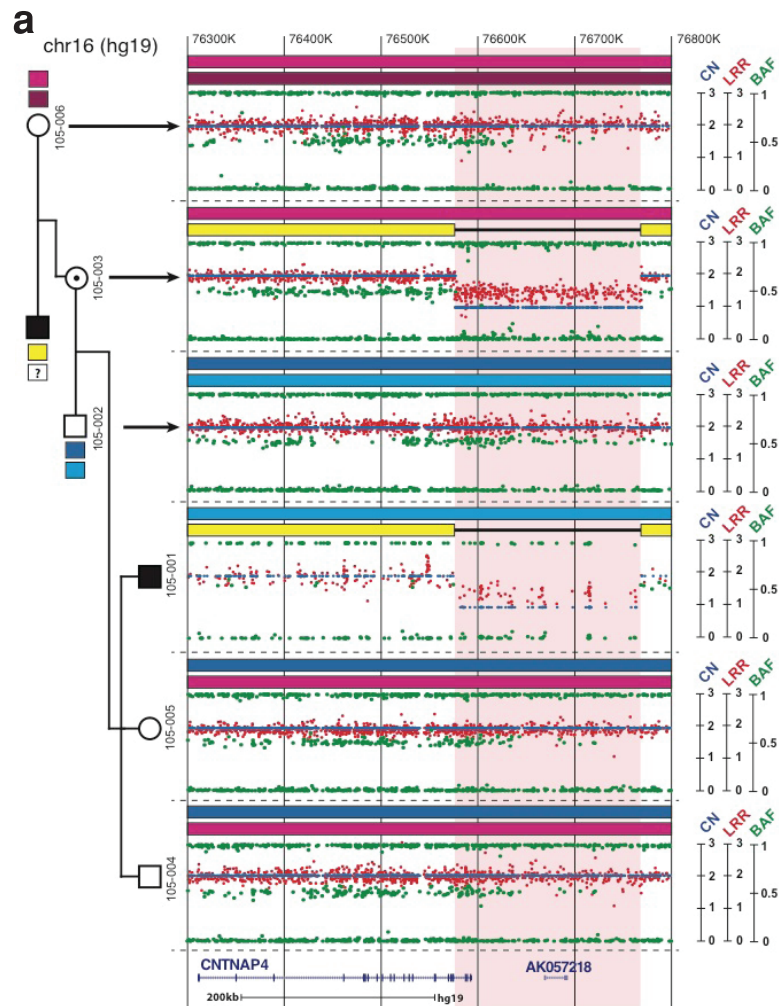 a
chr16 (hg19)
76300K 76400K 76500K 76600K 76700K 76800K
CN LRR BAF
105-006
3 3 1
2 2 0.5
1 1
0 0 0
CN LRR BAF
105-003
3 3 1
2 2 0.5
1 1
0 0 0
?
CN LRR BAF
105-002
3 3 1
2 2 0.5
1 1
0 0 0
CN LRR BAF
105-001
3 3 1
2 2 0.5
1 1
0 0 0
CN LRR BAF
105-005
3 3 1
2 2 0.5
1 1
0 0 0
CN LRR BAF
105-004
3 3 1
2 2 0.5
1 1
0 0 0
CNTNAP4 AK057218
200kb hg19